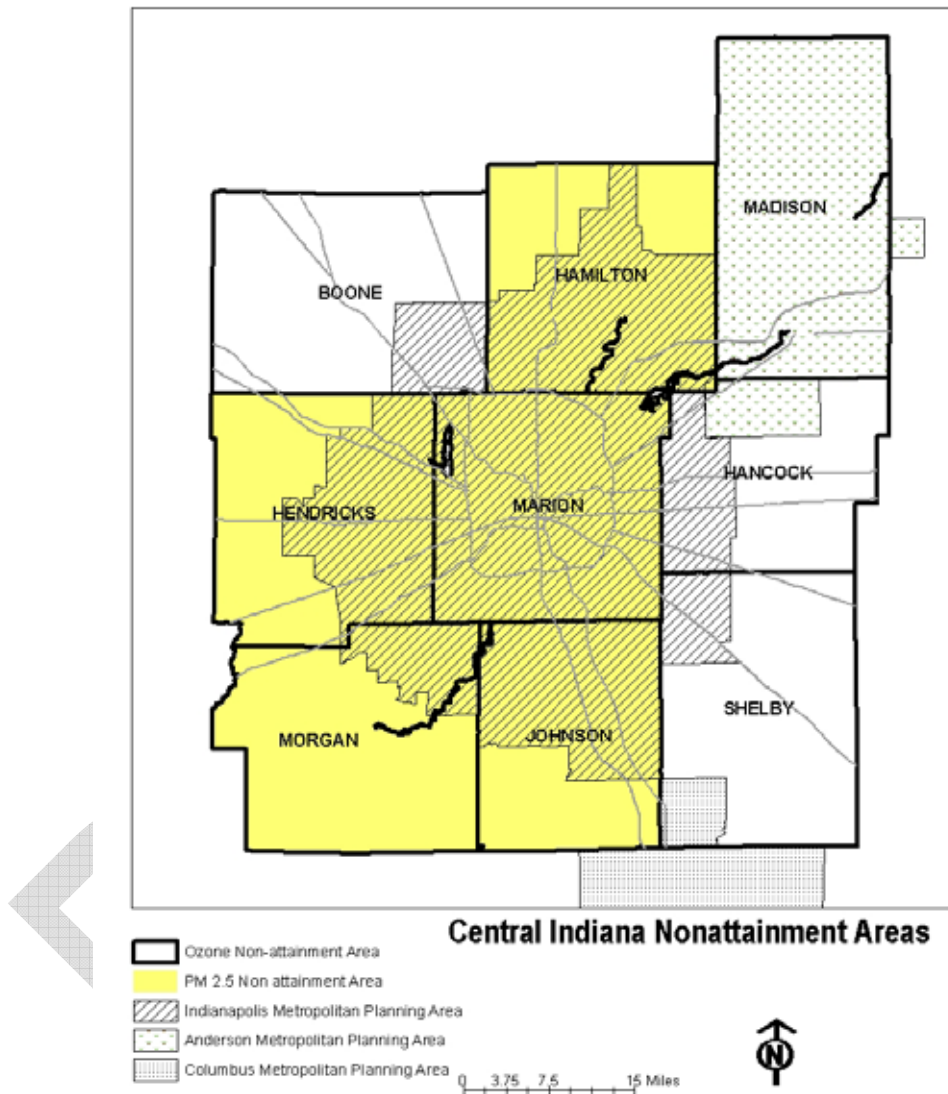 MADISON
HAMILTON
BOONE
HANCOCK
HENDRICKS
MARION
SHELBY
MORGAN
JOHNSON
Central Indiana Nonattainment Areas
Ozone Non-attainment Area
PM 2.5 Non attainment Area
Indianapolis Metropolitan Planning Area
Anderson Metropolitan Planning Area
Columbus Metropolitan Planning Area
0 3.75 7.5 15 Miles
N